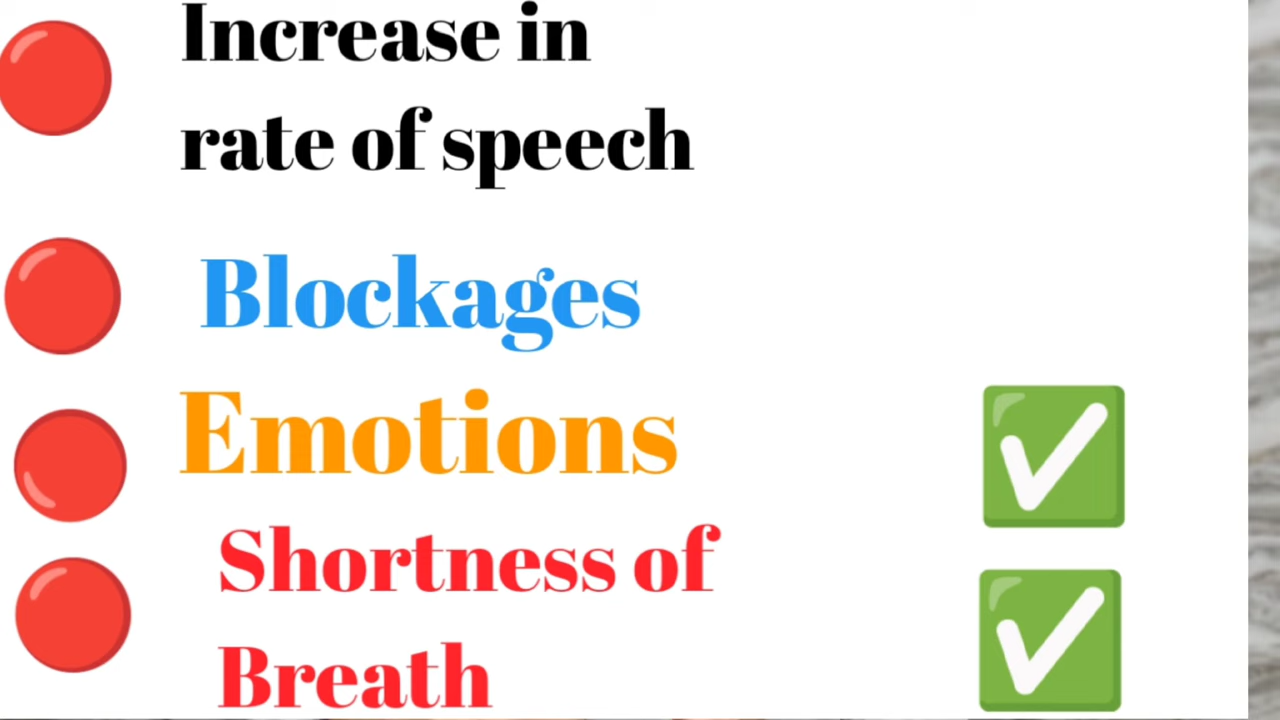 Increase in
rate of speech
Blockages
Emotions
Shortness of
Breath